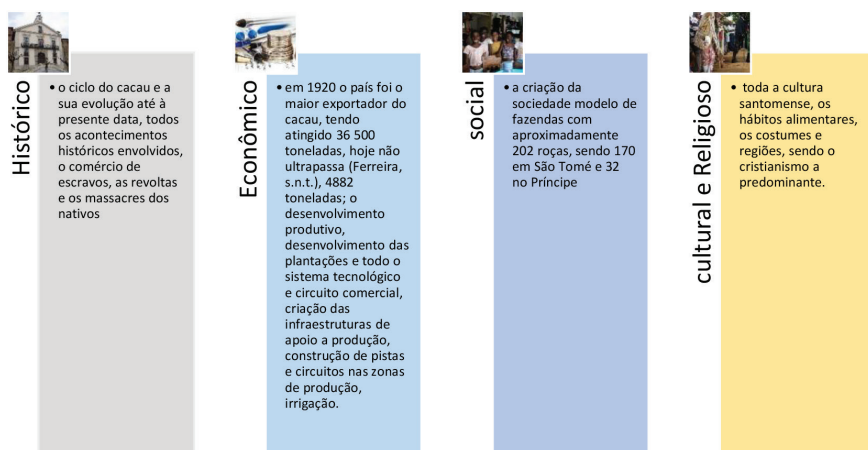 Histórico
• o ciclo do cacau e a
sua evolução até à
presente data, todos
os acontecimentos
históricos envolvidos,
o comércio de
escravos, as revoltas
e os massacres dos
nativos
Econômico
• em 1920 o país foi o
maior exportador do
cacau, tendo
atingido 36 500
toneladas, hoje não
ultrapassa (Ferreira,
s.n.t.), 4882
toneladas; o
desenvolvimento
produtivo,
desenvolvimento das
plantações e todo o
sistema tecnológico
e circuito comercial,
criação das
infraestruturas de
apoio a produção,
construção de pistas
e circuitos nas zonas
de produção,
irrigação.
social
• a criação da
sociedade modelo de
fazendas com
aproximadamente
202 roças, sendo 170
em São Tomé e 32
no Príncipe
cultural e Religioso
• toda a cultura
santomense, os
hábitos alimentares,
os costumes e
regiões, sendo o
cristianismo a
predominante.